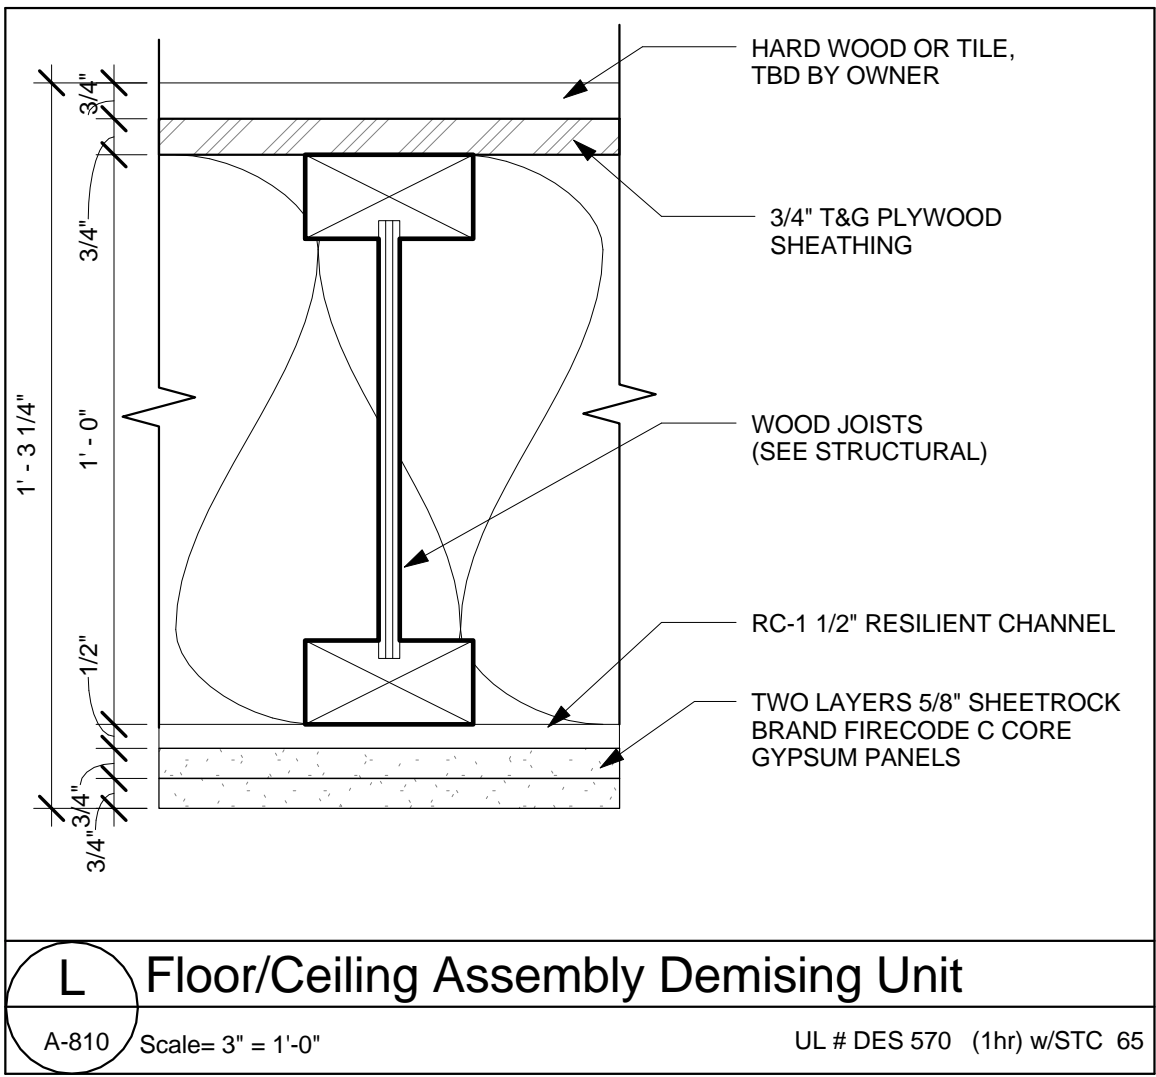 HARD WOOD OR TILE,
TBD BY OWNER
3/4"
3/4"
3/4" T&G PLYWOOD
SHEATHING
1' - 3 1/4"
1' - 0"
WOOD JOISTS
(SEE STRUCTURAL)
1/2"
RC-1 1/2" RESILIENT CHANNEL
TWO LAYERS 5/8" SHEETROCK
BRAND FIRECODE C CORE
GYPSUM PANELS
3/4"
3/4"
L
Floor/Ceiling Assembly Demising Unit
A-810
Scale= 3" = 1'-0"
UL # DES 570 (1hr) w/STC 65